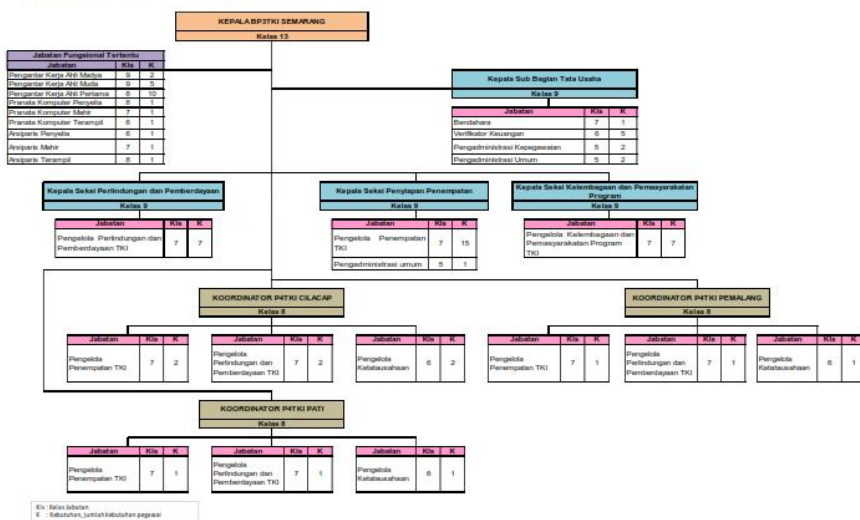 KEPALA BP3TKI SEMARANG
Kelas 13
Jabatan Fungsional Tertentu
Jabatan Kls K
Pengantar Kerja Ahli Madya 9 2
Pengantar Kerja Ahli Muda 9 5
Pengantar Kerja Ahli Pertama 8 10
Pranata Komputer Penyelia 8 1
Pranata Komputer Mahir 7 1
Pranata Komputer Terampil 6 1
Arsiparis Penyelia 6 1
Arsiparis Mahir 7 1
Arsiparis Terampil 6 1
Kepala Sub Bagian Tata Usaha
Kelas 9
Jabatan Kls K
Bendahara 7 1
Verifikator Keuangan 6 5
Pengadministrasi Kepegawaian 5 2
Pengadministrasi Umum 5 2
Kepala Seksi Perlindungan dan Pemberdayaan
Kelas 9
Jabatan Kls K
Pengelola Perlindungan dan
Pemberdayaan TKI 7 7
Kepala Seksi Penyiapan Penempatan
Kelas 9
Jabatan Kls K
Pengelola Penempatan
TKI 7 15
Pengadministrasi umum 5 1
Kepala Seksi Kelembagaan dan Pemasyarakatan
Program
Kelas 9
Jabatan Kls K
Pengelola Kelembagaan dan
Pemasyarakatan Program
TKI 7 7
KOORDINATOR P4TKI CILACAP
Kelas 8
Jabatan Kls K
Pengelola
Penempatan TKI 7 2
Jabatan Kls K
Pengelola
Perlindungan dan
Pemberdayaan TKI 7 2
Jabatan Kls K
Pengelola
Ketatausahaan 6 2
KOORDINATOR P4TKI PEMALANG
Kelas 8
Jabatan Kls K
Pengelola
Penempatan TKI 7 1
Jabatan Kls K
Pengelola
Perlindungan dan
Pemberdayaan TKI 7 1
Jabatan Kls K
Pengelola
Ketatausahaan 6 1
KOORDINATOR P4TKI PATI
Kelas 8
Jabatan Kls K
Pengelola
Penempatan TKI 7 1
Jabatan Kls K
Pengelola
Perlindungan dan
Pemberdayaan TKI 7 1
Jabatan Kls K
Pengelola
Ketatausahaan 6 1
Kls : Kelas Jabatan
K : Kebutuhan, jumlah kebutuhan pegawai